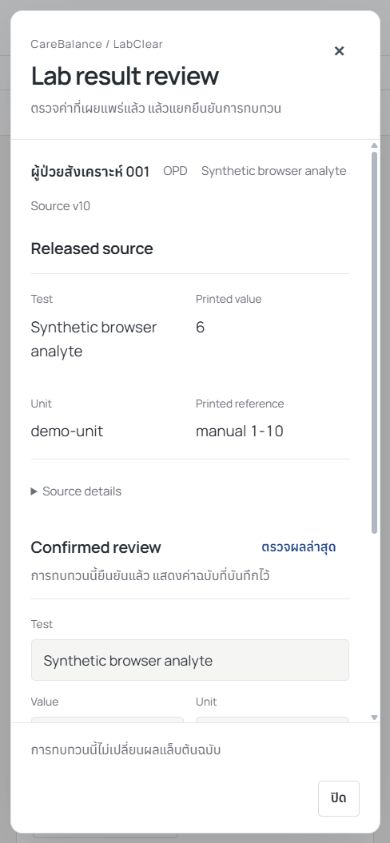 CareBalance / LabClear
Lab result review
ตรวจค่าที่เผยแพร่แล้ว แล้วแยกยืนยันการทบทวน
ผู้ป่วยสังเคราะห์ 001 OPD Synthetic browser analyte
Source v10
Released source
Test Printed value
Synthetic browser analyte 6
Unit Printed reference
demo-unit manual 1-10
Source details
Confirmed review ตรวจผลล่าสุด
การทบทวนนี้ยืนยันแล้ว แสดงค่าฉบับที่บันทึกไว้
Test
Synthetic browser analyte
Value Unit
การทบทวนนี้ไม่เปลี่ยนผลแล็บต้นฉบับ
ปิด